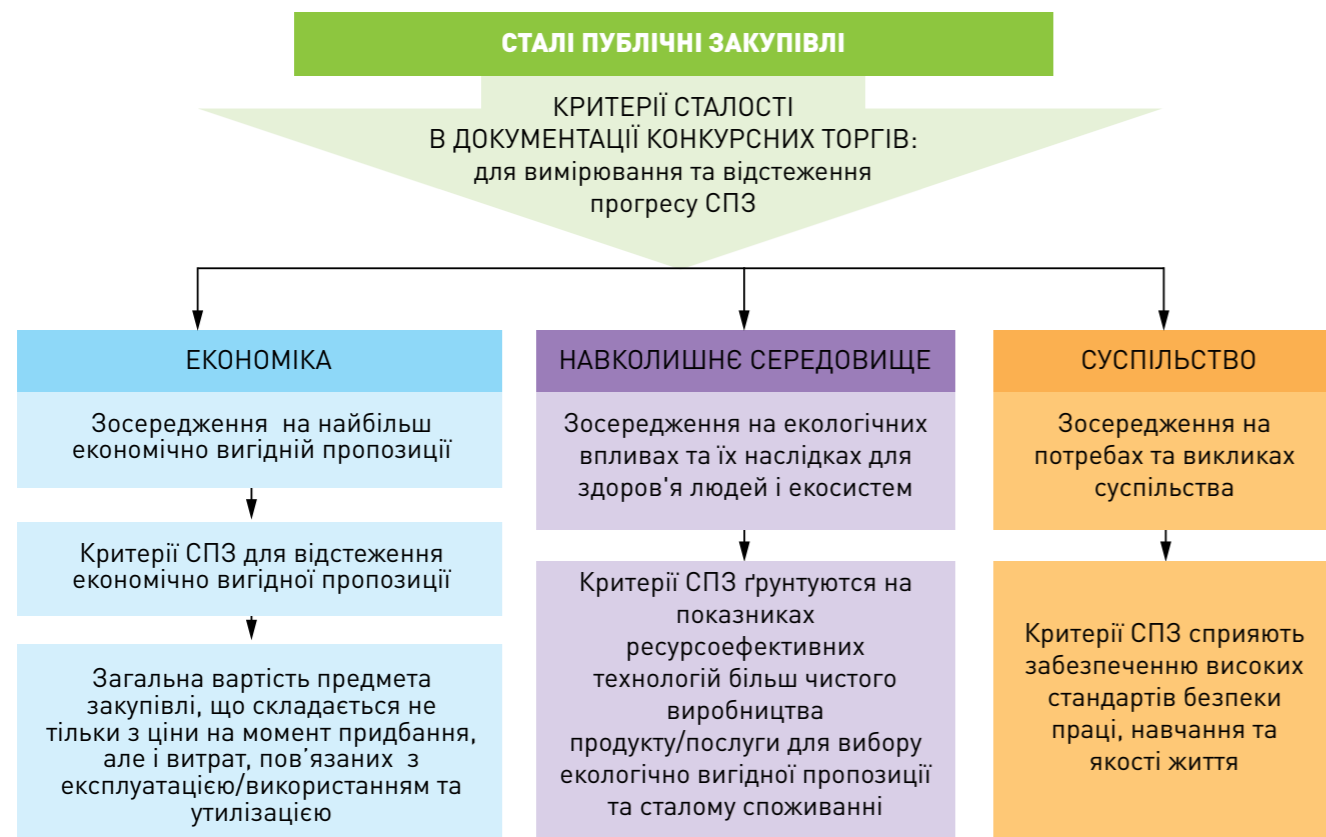 СТАЛІ ПУБЛІЧНІ ЗАКУПІВЛІ
КРИТЕРІЇ СТАЛОСТІ
В ДОКУМЕНТАЦІЇ КОНКУРСНИХ ТОРГІВ:
для вимірювання та відстеження
прогресу СПЗ
ЕКОНОМІКА
Зосередження на найбільш
економічно вигідній пропозиції
Критерії СПЗ для відстеження
економічно вигідної пропозиції
Загальна вартість предмета
закупівлі, що складається не
тільки з ціни на момент придбання,
але і витрат, пов'язаних з
експлуатацією/використанням та
утилізацією
НАВКОЛИШНЄ СЕРЕДОВИЩЕ
Зосередження на екологічних
впливах та їх наслідках для
здоров'я людей і екосистем
Критерії СПЗ ґрунтуются на
показниках
ресурсоефективних
технологій більш чистого
виробництва
продукту/послуги для вибору
екологічно вигідної пропозиції
та сталому споживанні
СУСПІЛЬСТВО
Зосередження на
потребах та викликах
суспільства
Критерії СПЗ сприяють
забезпеченню високих
стандартів безпеки
праці, навчання та
якості життя